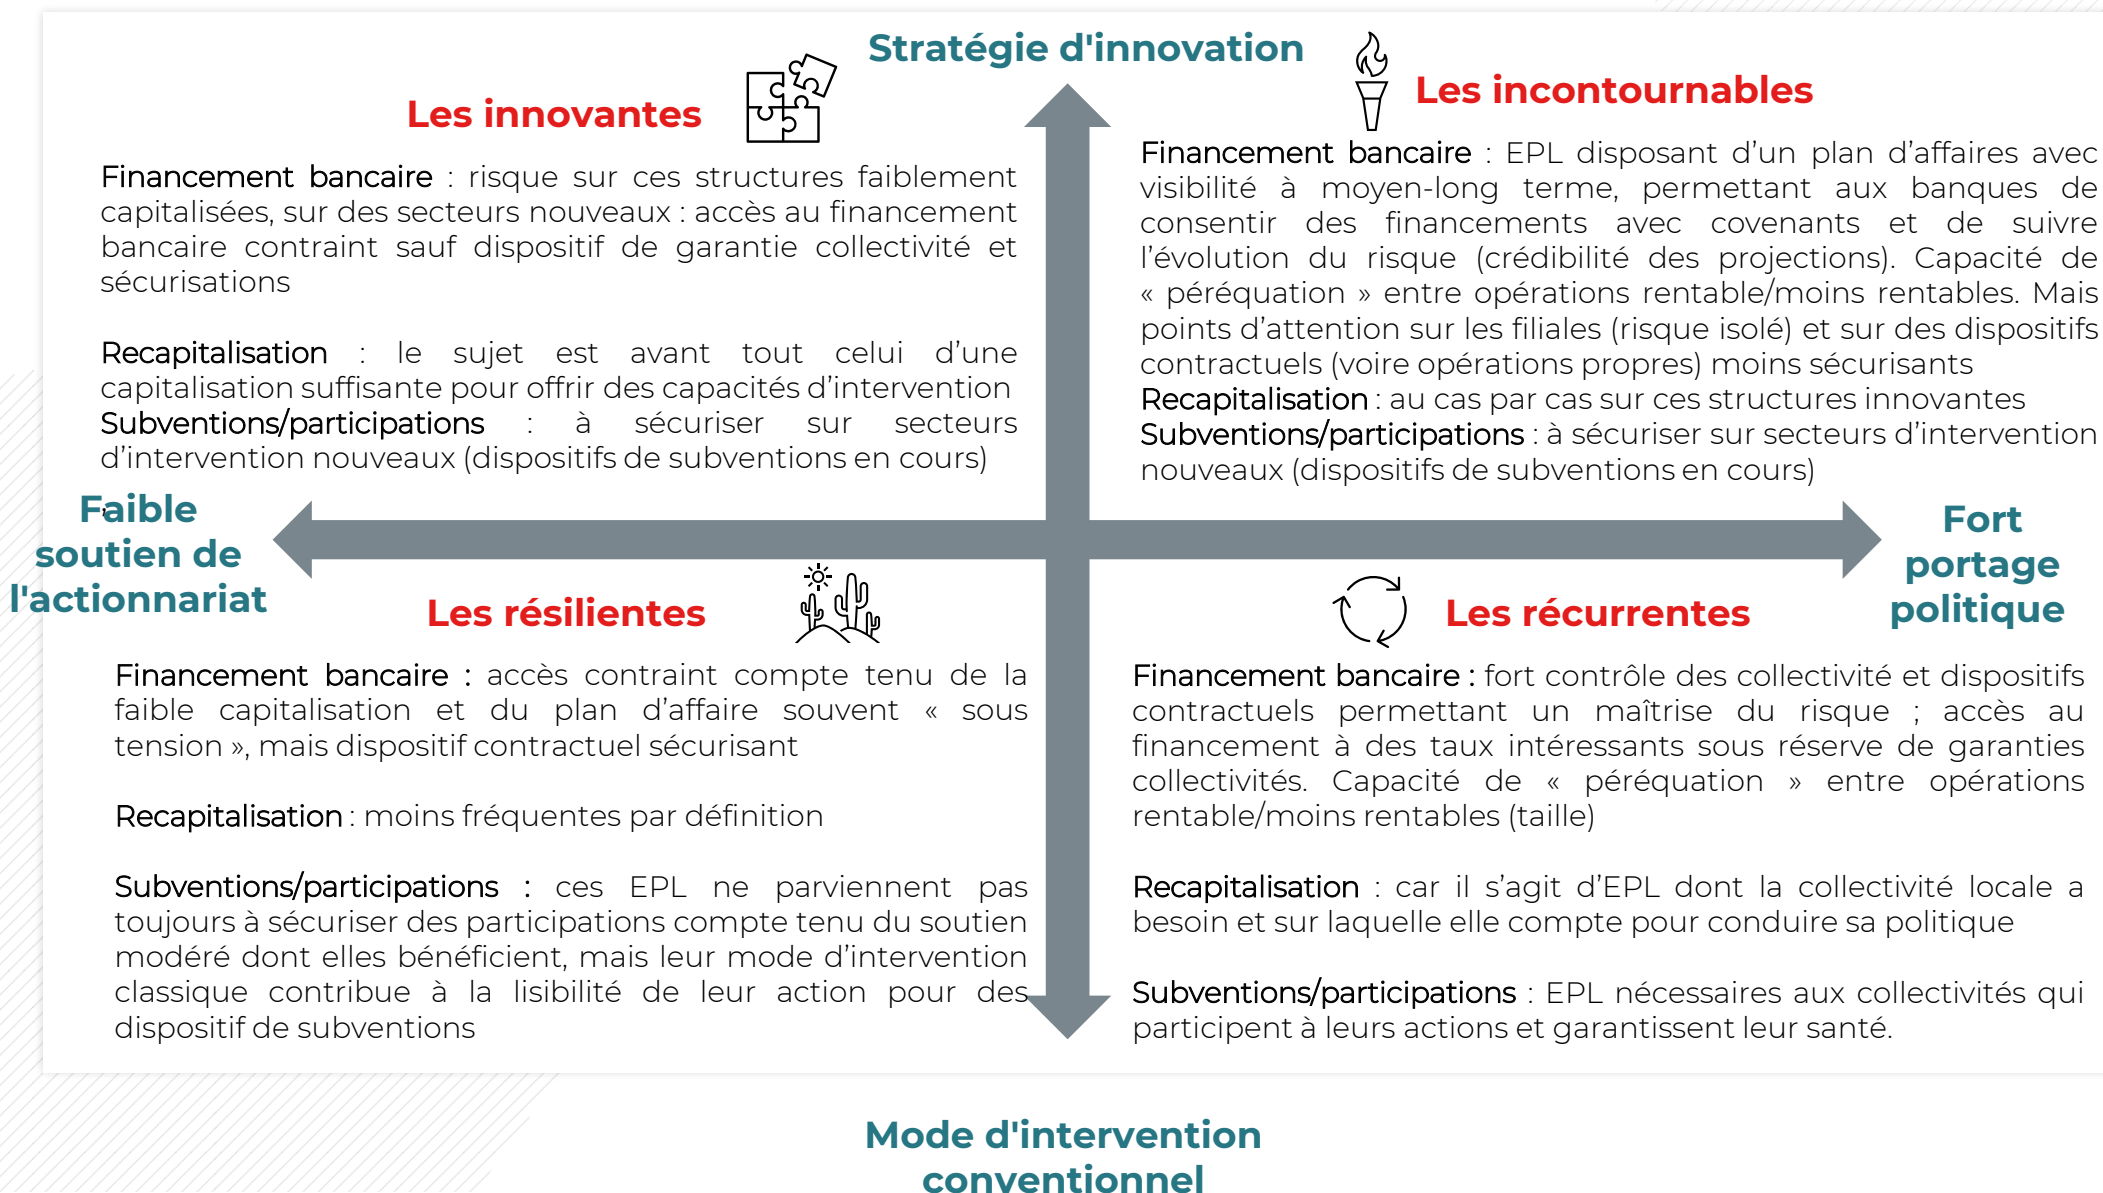 Stratégie d'innovation
Les innovantes
Financement bancaire : risque sur ces structures faiblement
capitalisées, sur des secteurs nouveaux : accès au financement
bancaire contraint sauf dispositif de garantie collectivité et
sécurisations
Recapitalisation : le sujet est avant tout celui d’une
capitalisation suffisante pour offrir des capacités d’intervention
Subventions/participations : à sécuriser sur secteurs
d’intervention nouveaux (dispositifs de subventions en cours)
,
Les incontournables
Financement bancaire : EPL disposant d’un plan d’affaires avec
visibilité à moyen-long terme, permettant aux banques de
consentir des financements avec covenants et de suivre
l’évolution du risque (crédibilité des projections). Capacité de
« péréquation » entre opérations rentable/moins rentables. Mais
points d’attention sur les filiales (risque isolé) et sur des dispositifs
contractuels (voire opérations propres) moins sécurisants
Recapitalisation : au cas par cas sur ces structures innovantes
Subventions/participations : à sécuriser sur secteurs d’intervention
nouveaux (dispositifs de subventions en cours)
Faible
soutien de
l'actionnariat
Fort
portage
politique
Les résilientes
Financement bancaire : accès contraint compte tenu de la
faible capitalisation et du plan d’affaire souvent « sous
tension », mais dispositif contractuel sécurisant
Recapitalisation : moins fréquentes par définition
Subventions/participations : ces EPL ne parviennent pas
toujours à sécuriser des participations compte tenu du soutien
modéré dont elles bénéficient, mais leur mode d’intervention
classique contribue à la lisibilité de leur action pour des
dispositif de subventions
Les récurrentes
Financement bancaire : fort contrôle des collectivité et dispositifs
contractuels permettant un maîtrise du risque ; accès au
financement à des taux intéressants sous réserve de garanties
collectivités. Capacité de « péréquation » entre opérations
rentable/moins rentables (taille)
Recapitalisation : car il s’agit d’EPL dont la collectivité locale a
besoin et sur laquelle elle compte pour conduire sa politique
Subventions/participations : EPL nécessaires aux collectivités qui
participent à leurs actions et garantissent leur santé.
Mode d'intervention
conventionnel